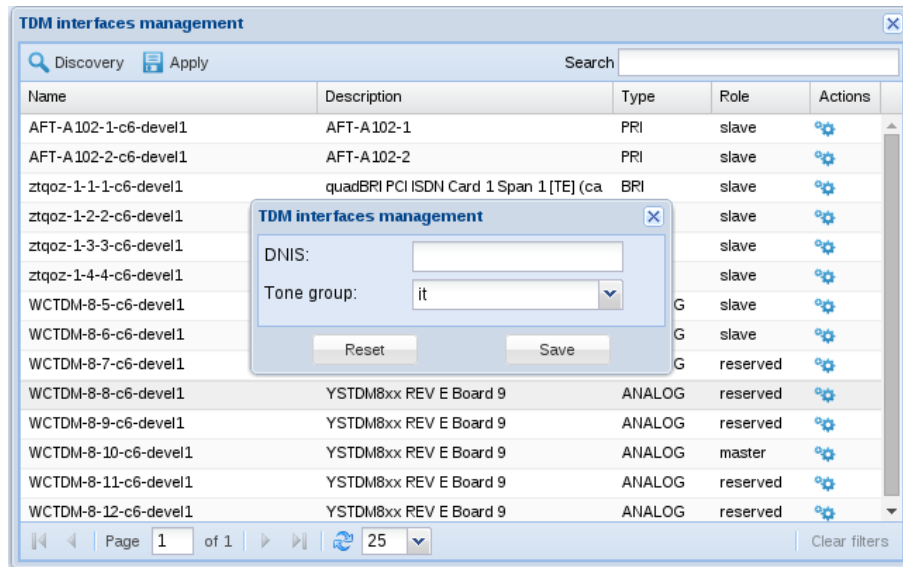 TDM interfaces management
Discovery Apply Search
Name Description Type Role Actions
AFT-A102-1-c6-devel1 AFT-A102-1 PRI slave
AFT-A102-2-c6-devel1 AFT-A102-2 PRI slave
ztqoz-1-1-1-c6-devel1 quadBRI PCI ISDN Card 1 Span 1 [TE] (ca BRI slave
ztqoz-1-2-2-c6-devel1 slave
ztqoz-1-3-3-c6-devel1 slave
ztqoz-1-4-4-c6-devel1 slave
WCTDM-8-5-c6-devel1 G slave
WCTDM-8-6-c6-devel1 G slave
WCTDM-8-7-c6-devel1 G reserved
TDM interfaces management
DNIS:
Tone group: it
Reset Save
WCTDM-8-8-c6-devel1 YSTDM8xx REV E Board 9 ANALOG reserved
WCTDM-8-9-c6-devel1 YSTDM8xx REV E Board 9 ANALOG reserved
WCTDM-8-10-c6-devel1 YSTDM8xx REV E Board 9 ANALOG master
WCTDM-8-11-c6-devel1 YSTDM8xx REV E Board 9 ANALOG reserved
WCTDM-8-12-c6-devel1 YSTDM8xx REV E Board 9 ANALOG reserved
Page 1 of 1 25 Clear filters